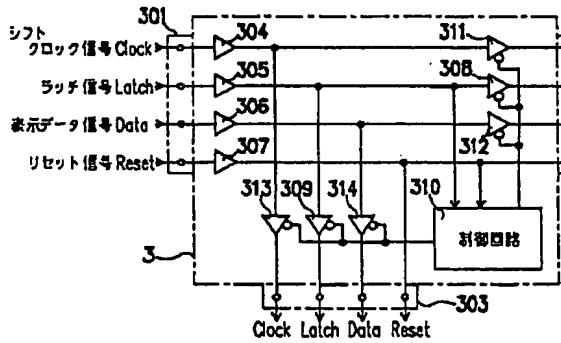 シフト
クロック信号 Clock
ラッチ信号 Latch
表示データ信号 Data
リセット信号 Reset
301
304
305
306
307
311
308
312
313
309
314
310
制御回路
3
303
Clock Latch Data Reset